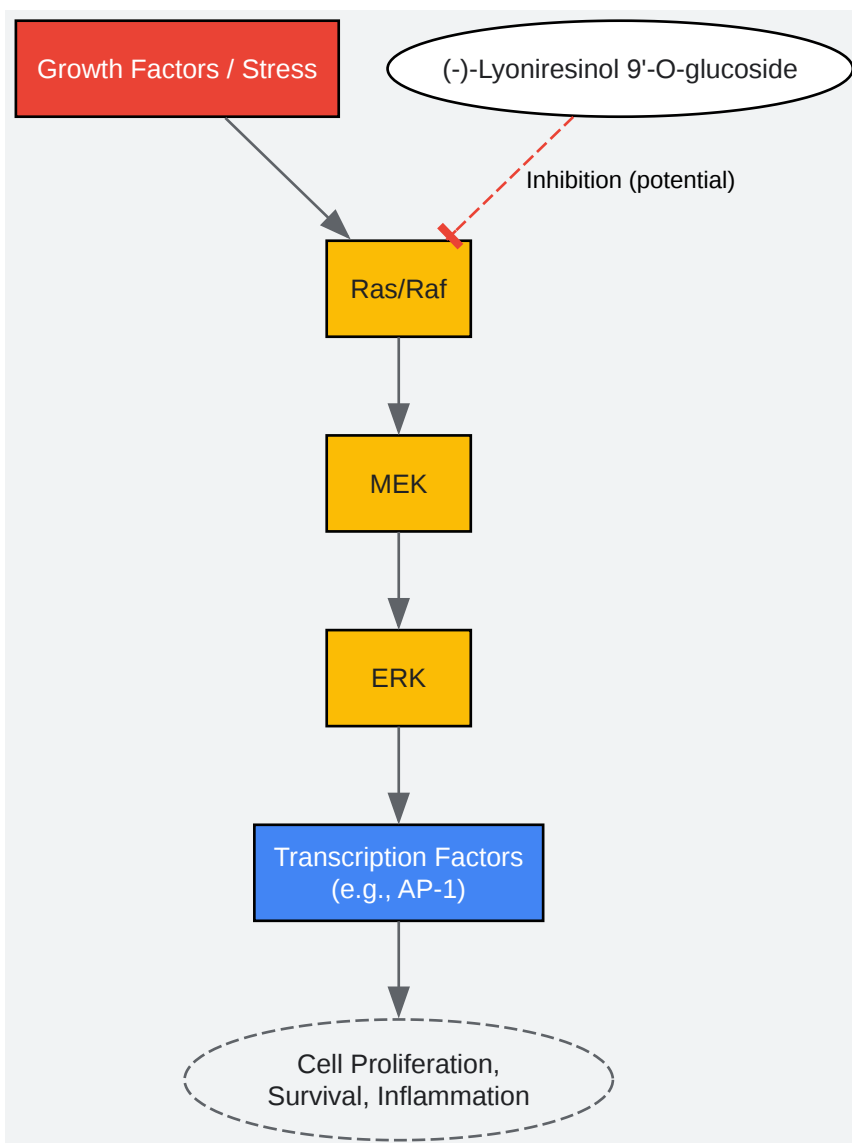 Growth Factors / Stress
(-)-Lyoniresinol 9'-O-glucoside
Inhibition (potential)
Ras/Raf
MEK
ERK
Transcription Factors
(e.g., AP-1)
Cell Proliferation,
Survival, Inflammation